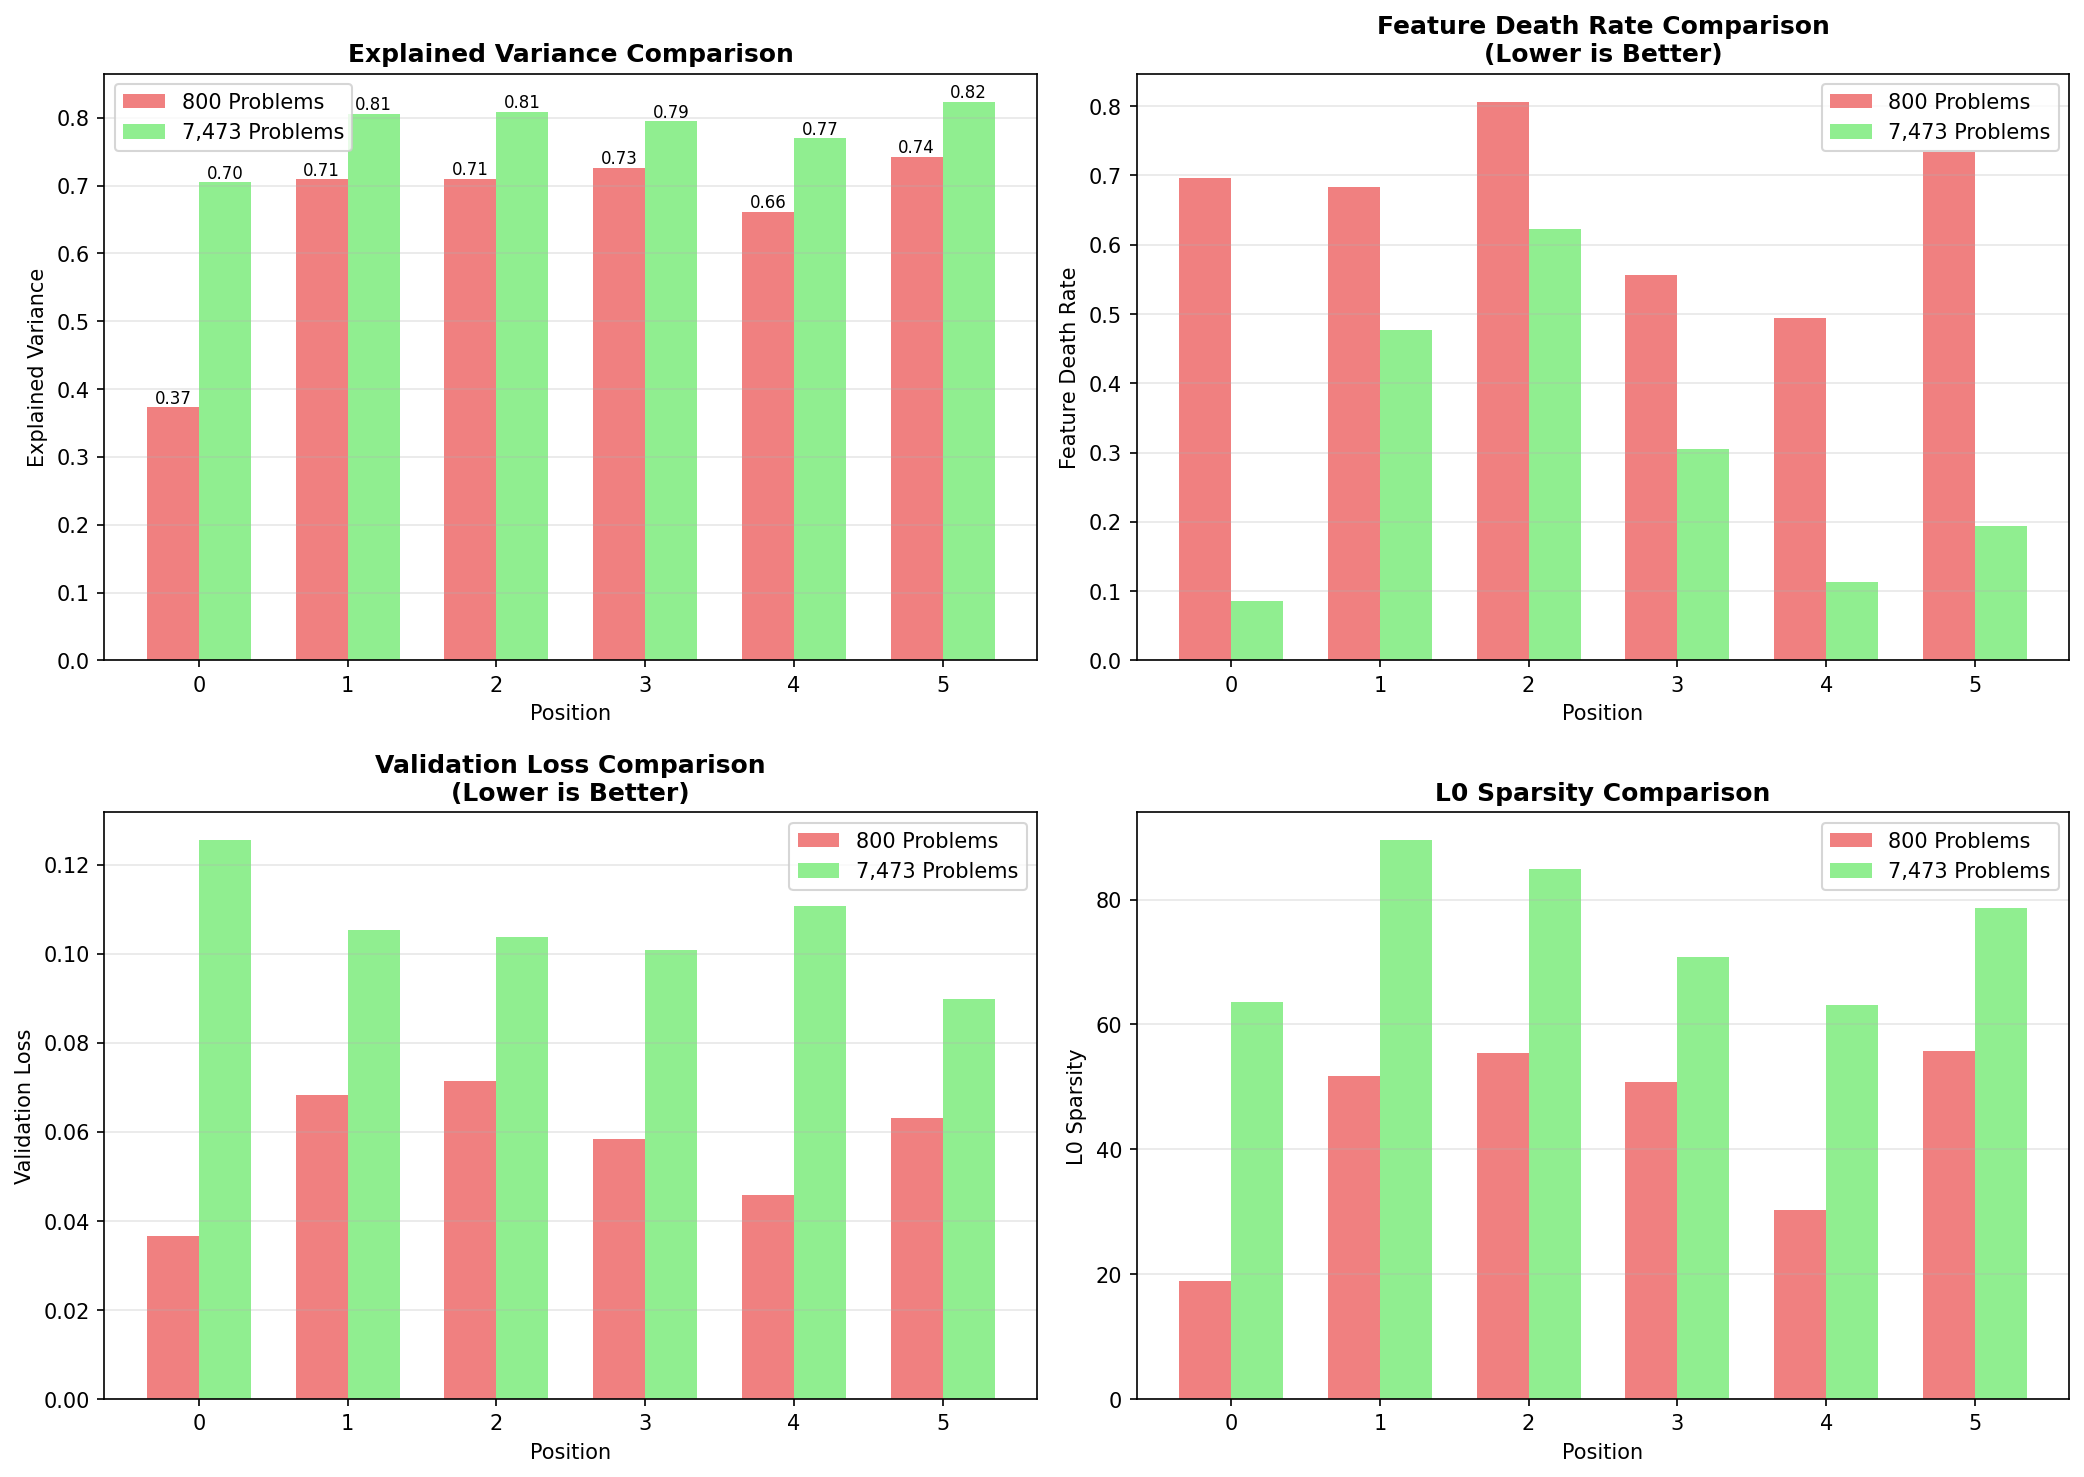 Explained Variance Comparison
800 Problems
7,473 Problems
0.37
0.70
0.71
0.81
0.71
0.81
0.73
0.79
0.66
0.77
0.74
0.82
Explained Variance
0.8
0.7
0.6
0.5
0.4
0.3
0.2
0.1
0.0
0 1 2 3 4 5
Position
Feature Death Rate Comparison
(Lower is Better)
800 Problems
7,473 Problems
Feature Death Rate
0.8
0.7
0.6
0.5
0.4
0.3
0.2
0.1
0.0
0 1 2 3 4 5
Position
Validation Loss Comparison
(Lower is Better)
800 Problems
7,473 Problems
Validation Loss
0.12
0.10
0.08
0.06
0.04
0.02
0.00
0 1 2 3 4 5
Position
L0 Sparsity Comparison
800 Problems
7,473 Problems
L0 Sparsity
80
60
40
20
0
0 1 2 3 4 5
Position